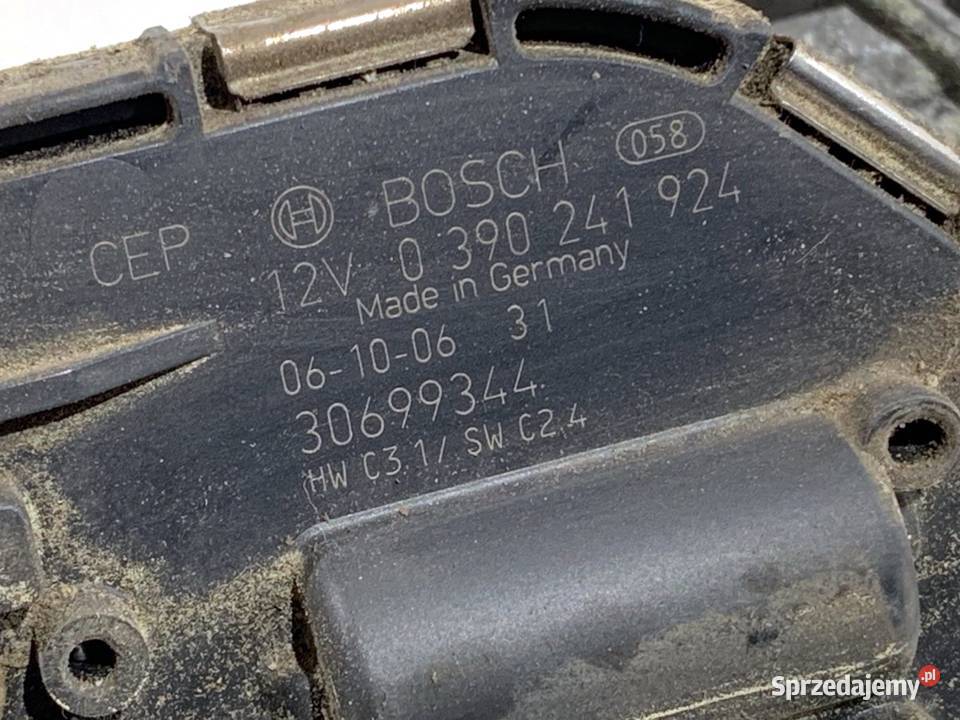 BOSCH 058
CEP 12V 0 390 241 924
Made in Germany
06-10-06 31
30699344
HW C3.1/ SW C2.4
Sprzedajemy.pl